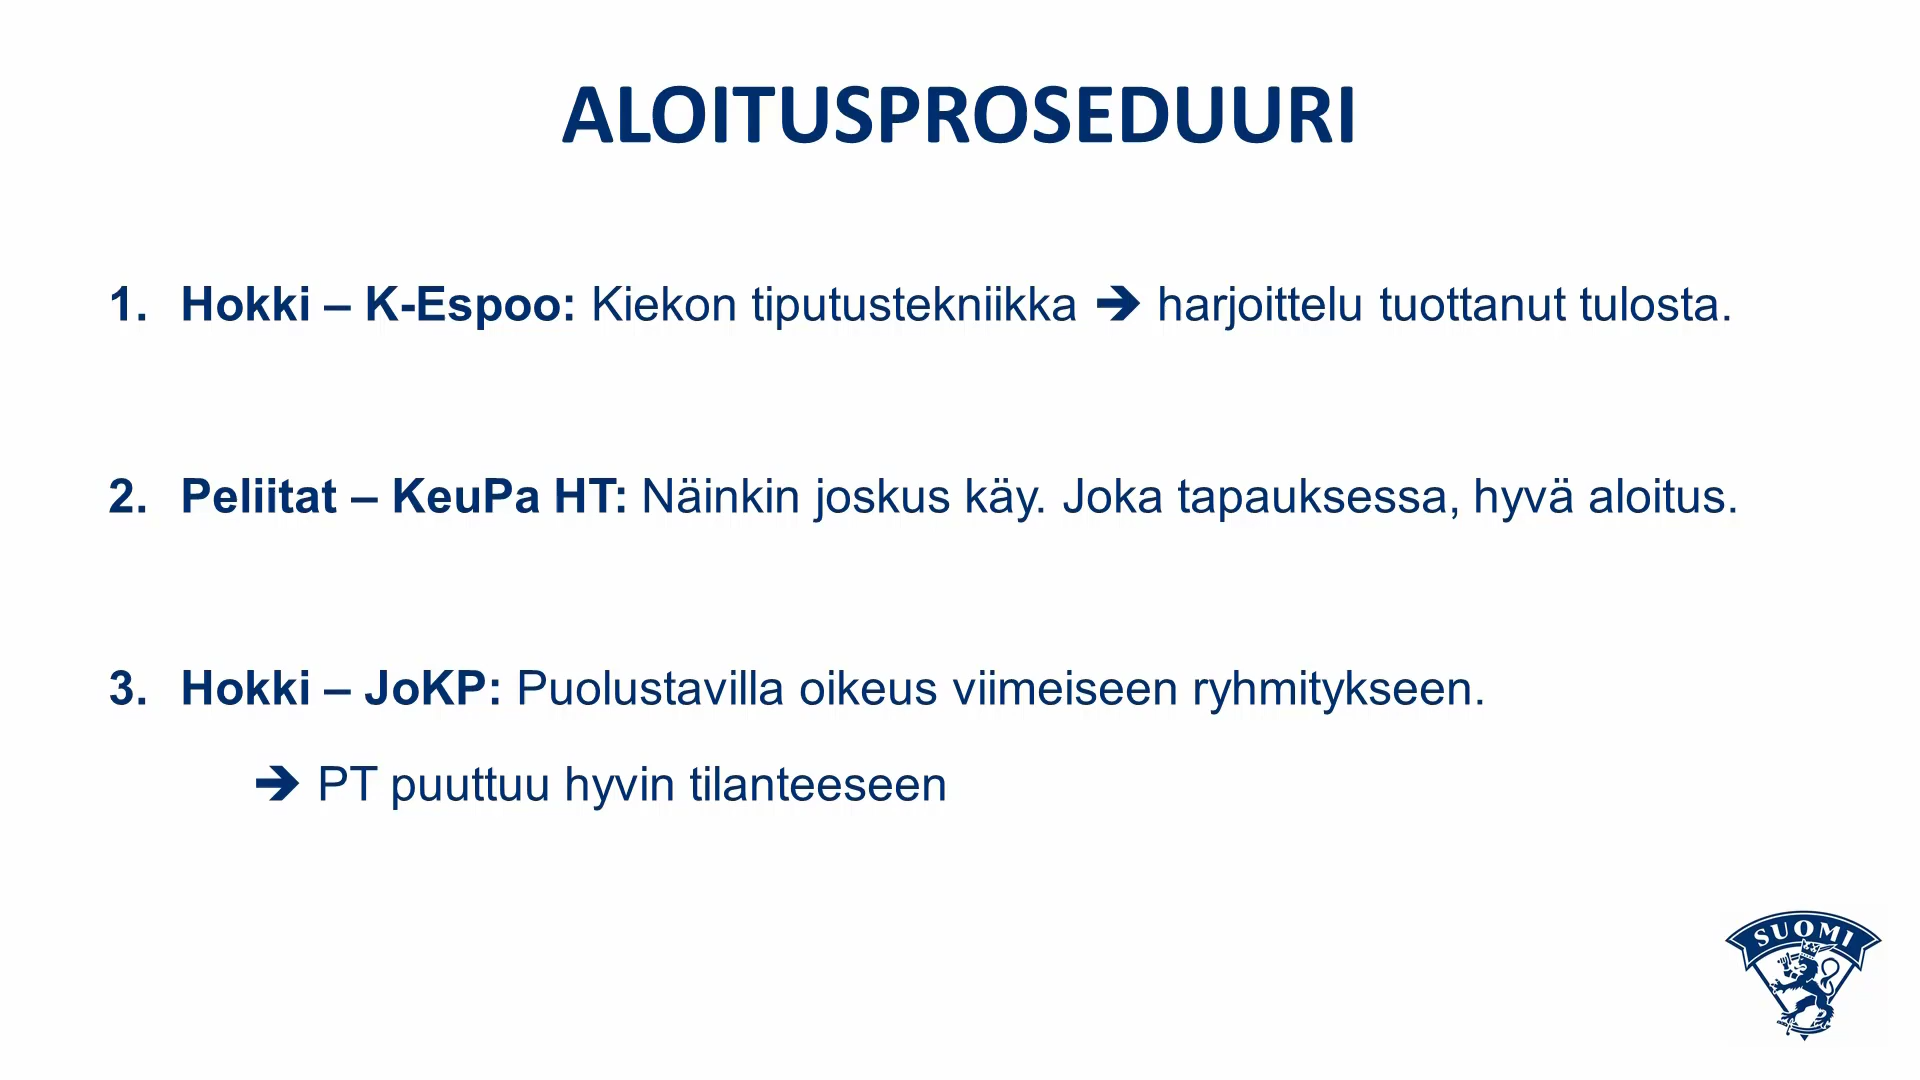 ALOITUSPROSEDUURI
1. Hokki – K-Espoo: Kiekon tiputustekniikka ➔ harjoittelu tuottanut tulosta.
2. Peliitat – KeuPa HT: Näinkin joskus käy. Joka tapauksessa, hyvä aloitus.
3. Hokki – JoKP: Puolustavilla oikeus viimeiseen ryhmitykseen.
➔ PT puuttuu hyvin tilanteeseen
SUOMI